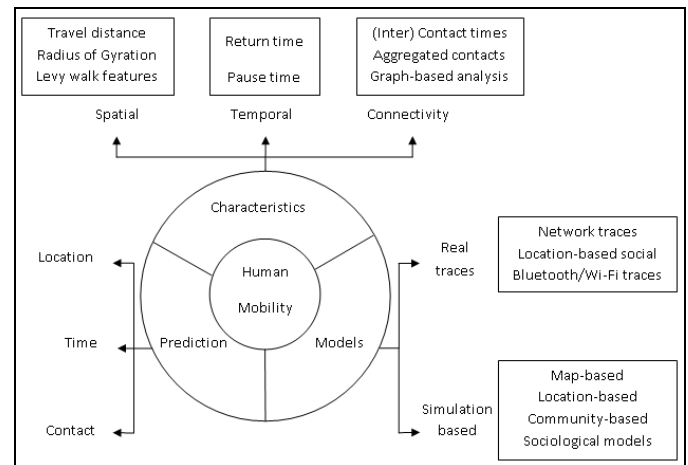 Travel distance
Radius of Gyration
Levy walk features
Return time
Pause time
(Inter) Contact times
Aggregated contacts
Graph-based analysis
Spatial
Temporal
Connectivity
Characteristics
Human
Mobility
Prediction
Models
Location
Time
Contact
Real
traces
Network traces
Location-based social
Bluetooth/Wi-Fi traces
Simulation
based
Map-based
Location-based
Community-based
Sociological models